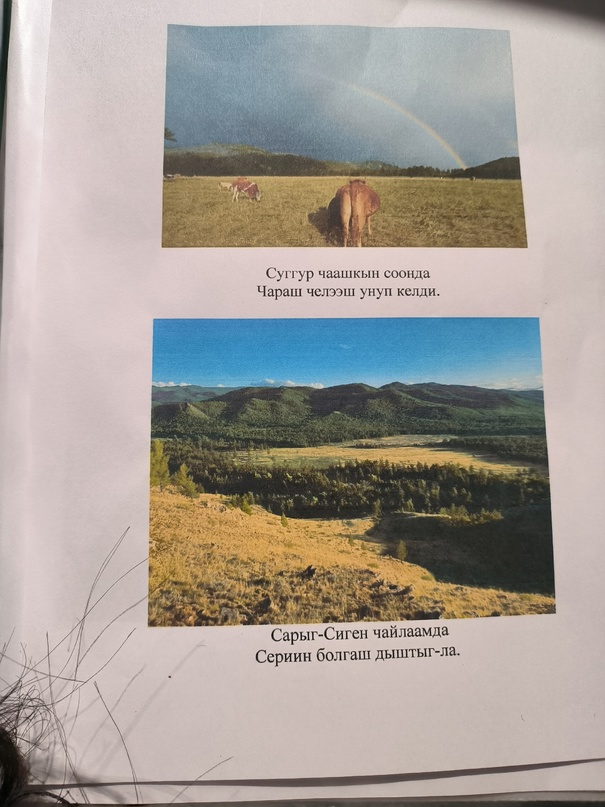 Суггур чаашкын соонда
Чараш челээш унуп келди.
Сарыг-Сиген чайлаамда
Сериин болгаш дыштыг-ла.